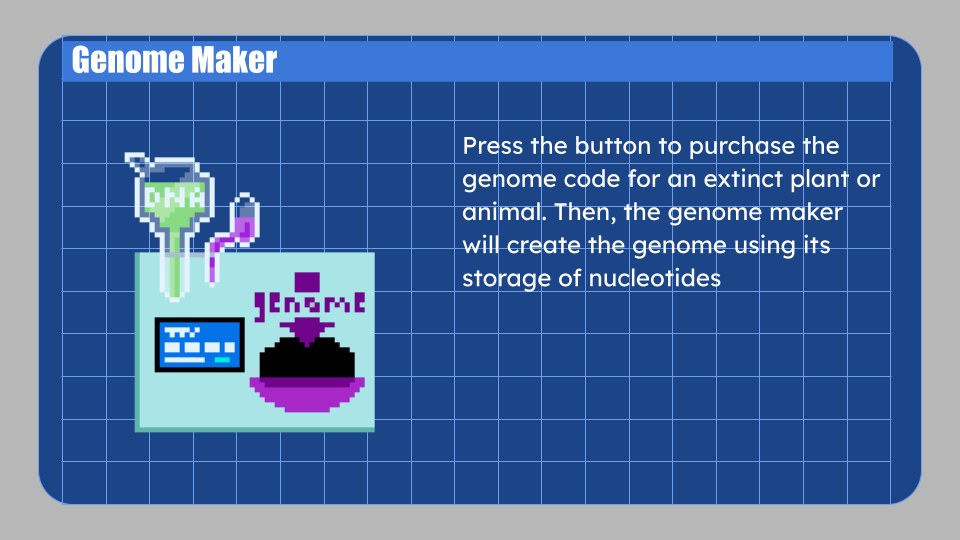 Genome Maker
Press the button to purchase the
genome code for an extinct plant or
animal. Then, the genome maker
will create the genome using its
storage of nucleotides
DNA
genome